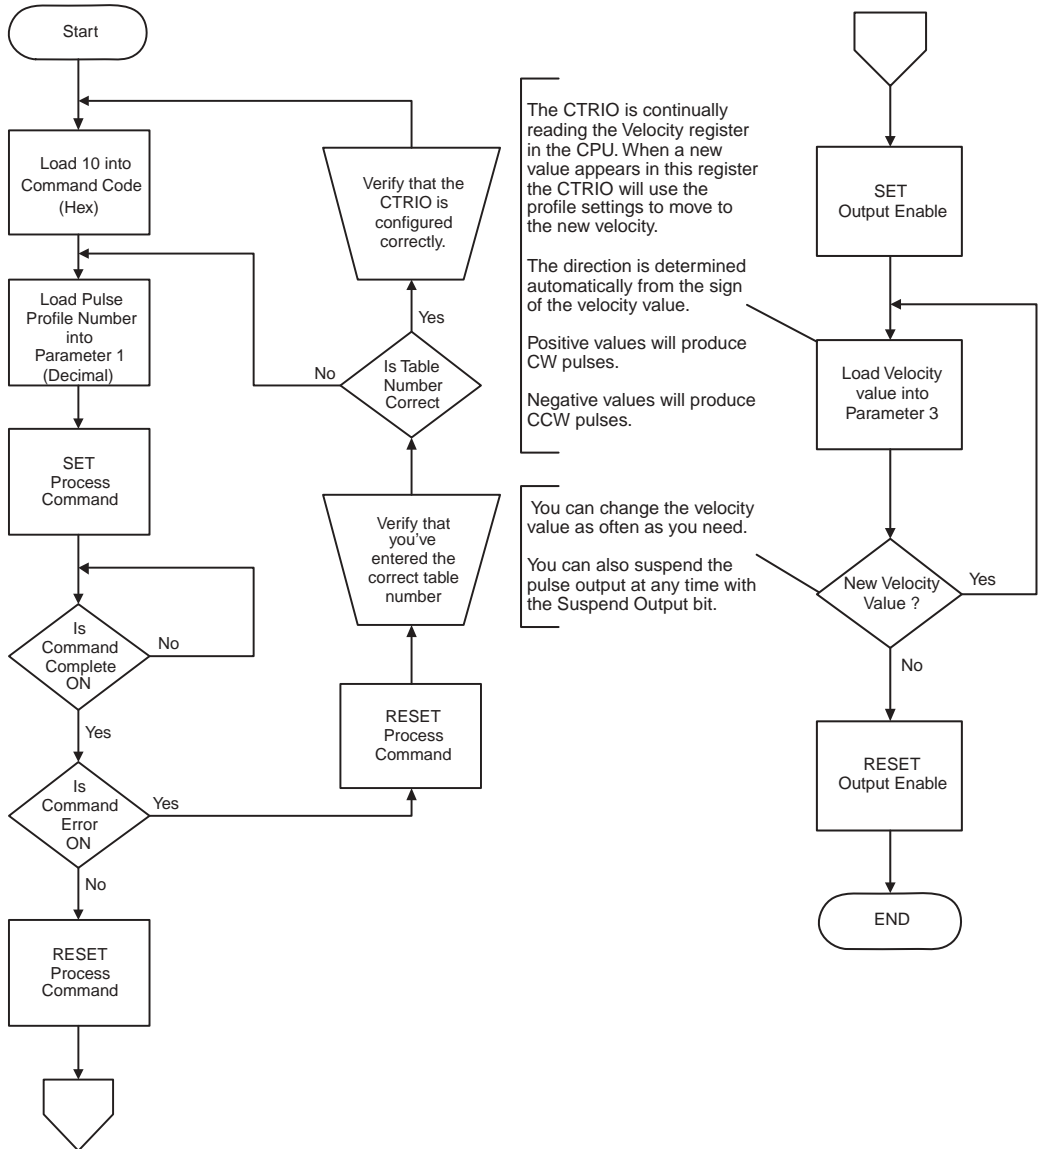 Start
Load 10 into
Command Code
(Hex)
Load Pulse
Profile Number
into
Parameter 1
(Decimal)
SET
Process
Command
Is
Command
Complete
ON
No
Yes
Is
Command
Error
ON
Yes
No
RESET
Process
Command
Verify that the
CTRIO is
configured
correctly.
Yes
No
Is Table
Number
Correct
Verify that
you've
entered the
correct table
number
RESET
Process
Command
The CTRIO is continually
reading the Velocity register
in the CPU. When a new
value appears in this register
the CTRIO will use the
profile settings to move to
the new velocity.
The direction is determined
automatically from the sign
of the velocity value.
Positive values will produce
CW pulses.
Negative values will produce
CCW pulses.
You can change the velocity
value as often as you need.
You can also suspend the
pulse output at any time with
the Suspend Output bit.
SET
Output Enable
Load Velocity
value into
Parameter 3
New Velocity
Value ?
Yes
No
RESET
Output Enable
END